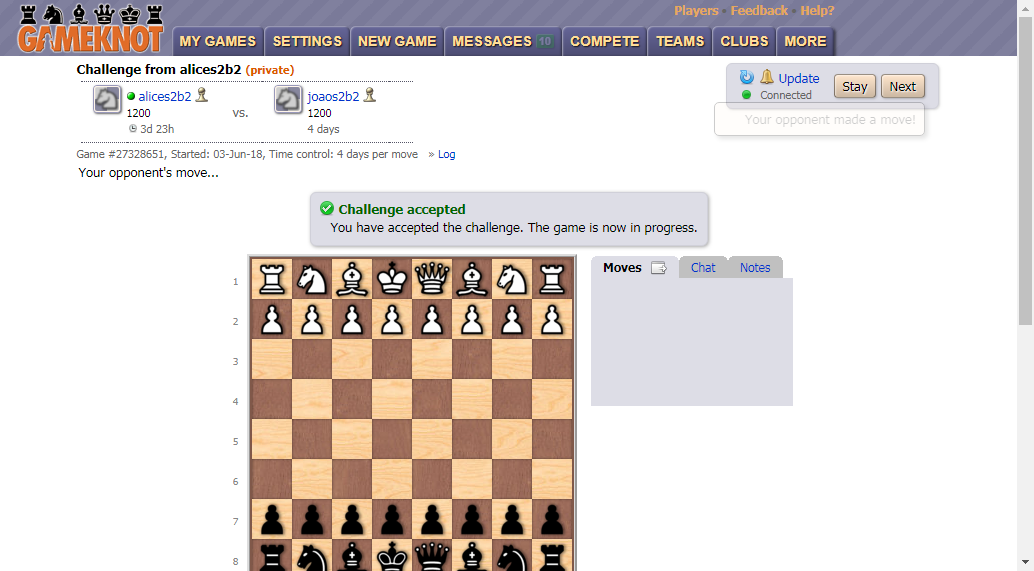 Players · Feedback · Help?
GAMEKNOT
MY GAMES SETTINGS NEW GAME MESSAGES 10 COMPETE TEAMS CLUBS MORE
Challenge from alices2b2 (private)
alices2b2 vs. joaos2b2
1200 1200
3d 23h 4 days
Game #27328651, Started: 03-Jun-18, Time control: 4 days per move » Log
Your opponent's move...
Update Stay Next
Connected
Your opponent made a move!
Challenge accepted
You have accepted the challenge. The game is now in progress.
Moves Chat Notes
1
2
3
4
5
6
7
8